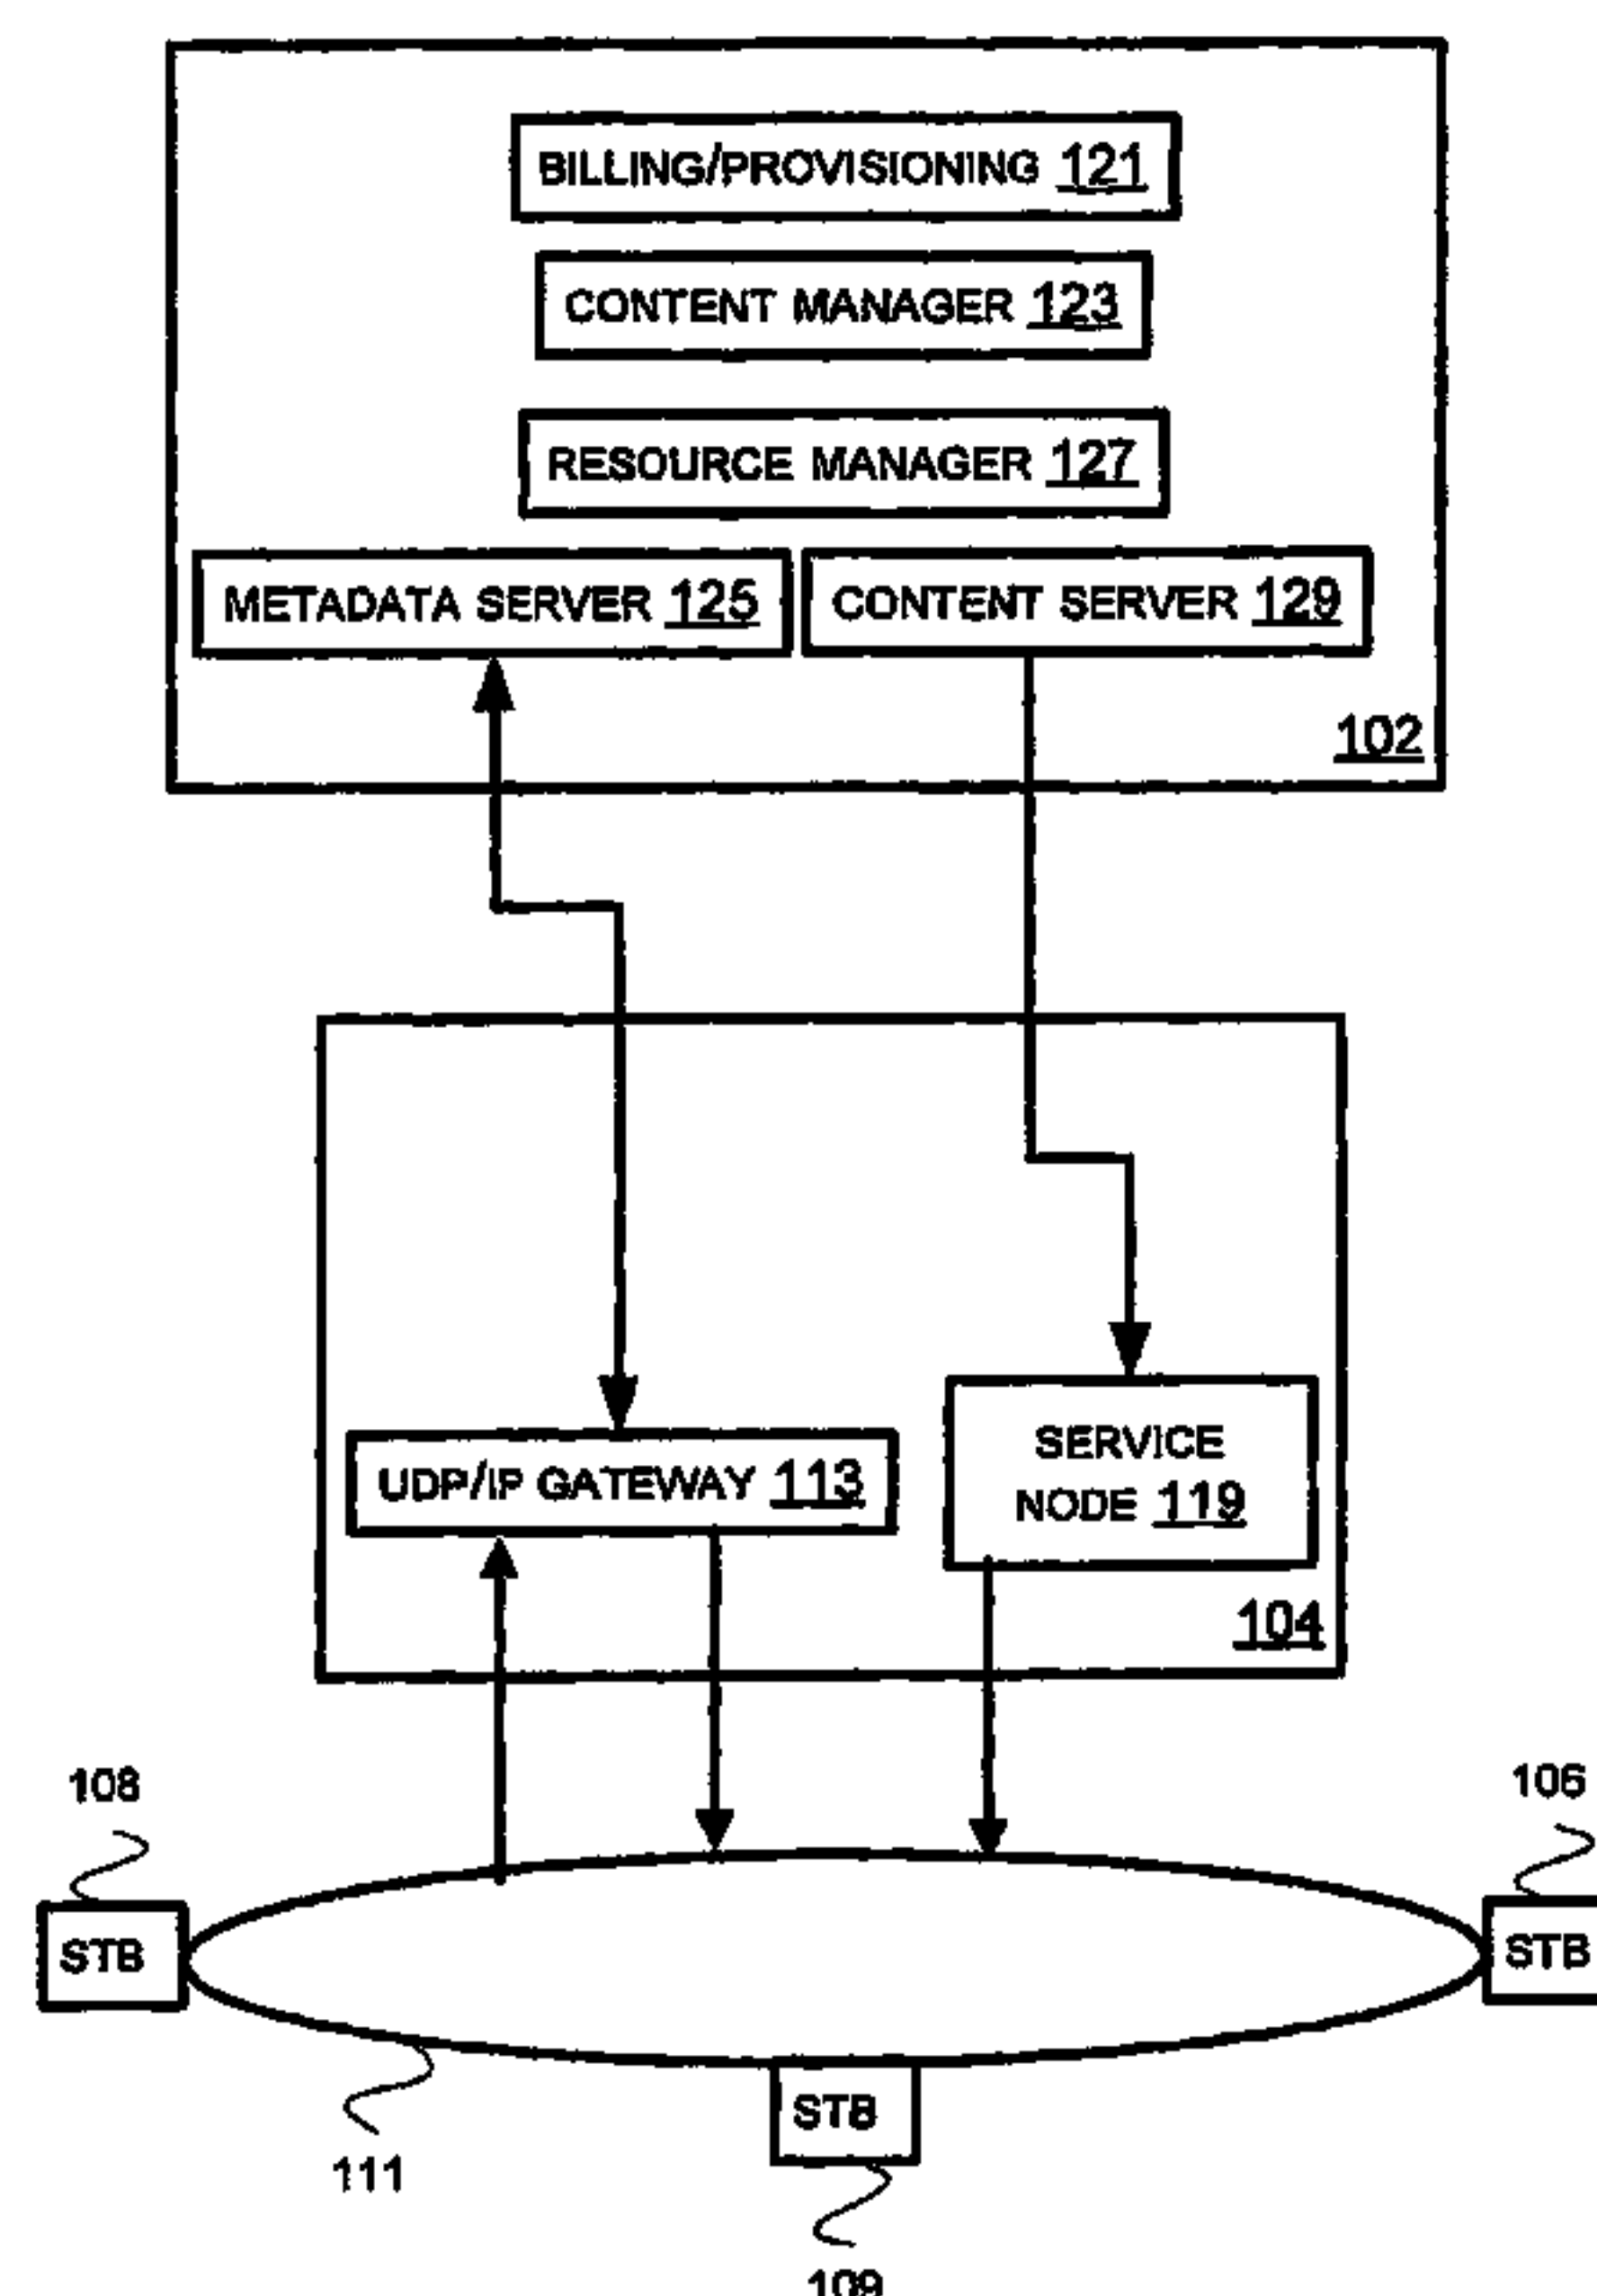 BILLING/PROVISIONING 121
CONTENT MANAGER 123
RESOURCE MANAGER 127
METADATA SERVER 125
CONTENT SERVER 129
102
UDP/IP GATEWAY 113
SERVICE
NODE 119
104
108
106
STB
STB
STB
111
109